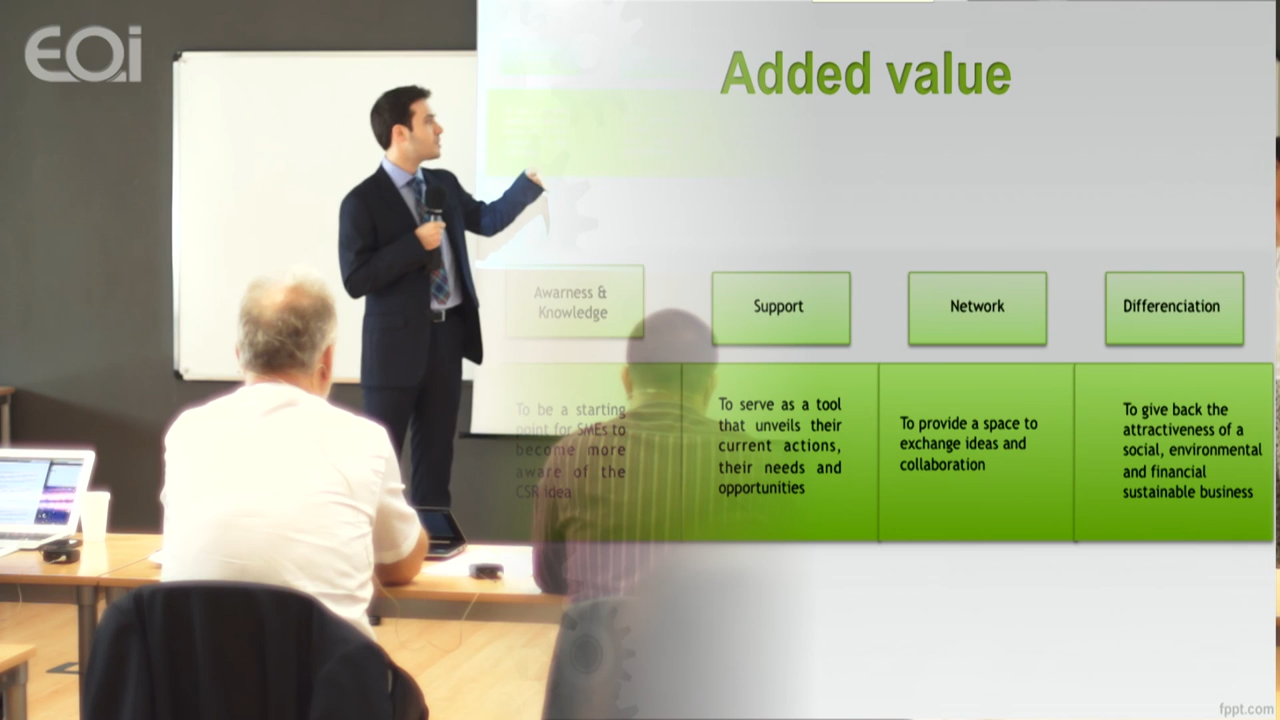 EOi
Added value
Awarness &
Knowledge
Support
Network
Differenciation
To be a starting
point for SMEs to
become more
aware of the
CSR idea
To serve as a tool
that unveils their
current actions,
their needs and
opportunities
To provide a space to
exchange ideas and
collaboration
To give back the
attractiveness of a
social, environmental
and financial
sustainable business
fppt.com